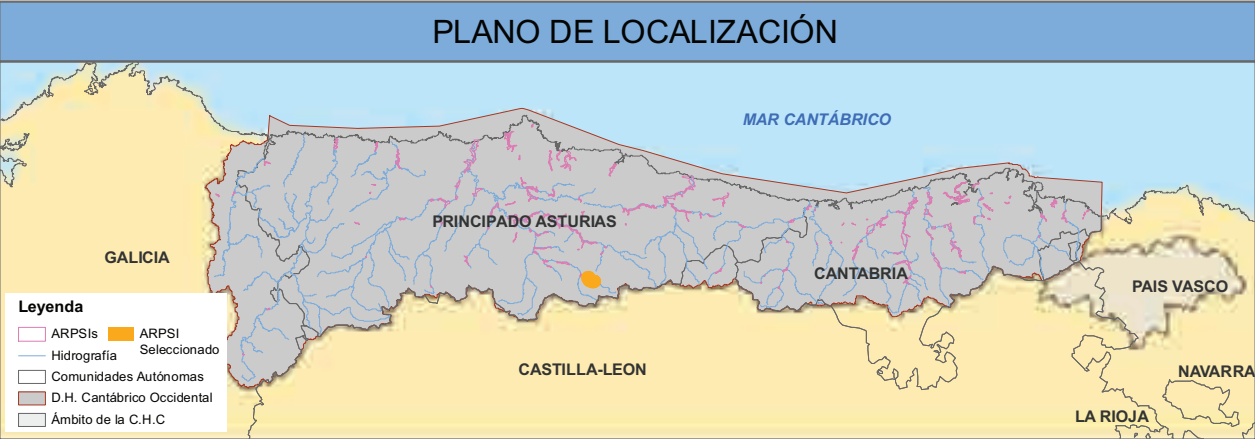 PLANO DE LOCALIZACIÓN
MAR CANTÁBRICO
PRINCIPADO ASTURIAS
GALICIA
CANTABRIA
PAIS VASCO
CASTILLA-LEON
NAVARRA
LA RIOJA
Leyenda
ARPSIs
ARPSI
Seleccionado
Hidrografía
Comunidades Autónomas
D.H. Cantábrico Occidental
Ámbito de la C.H.C